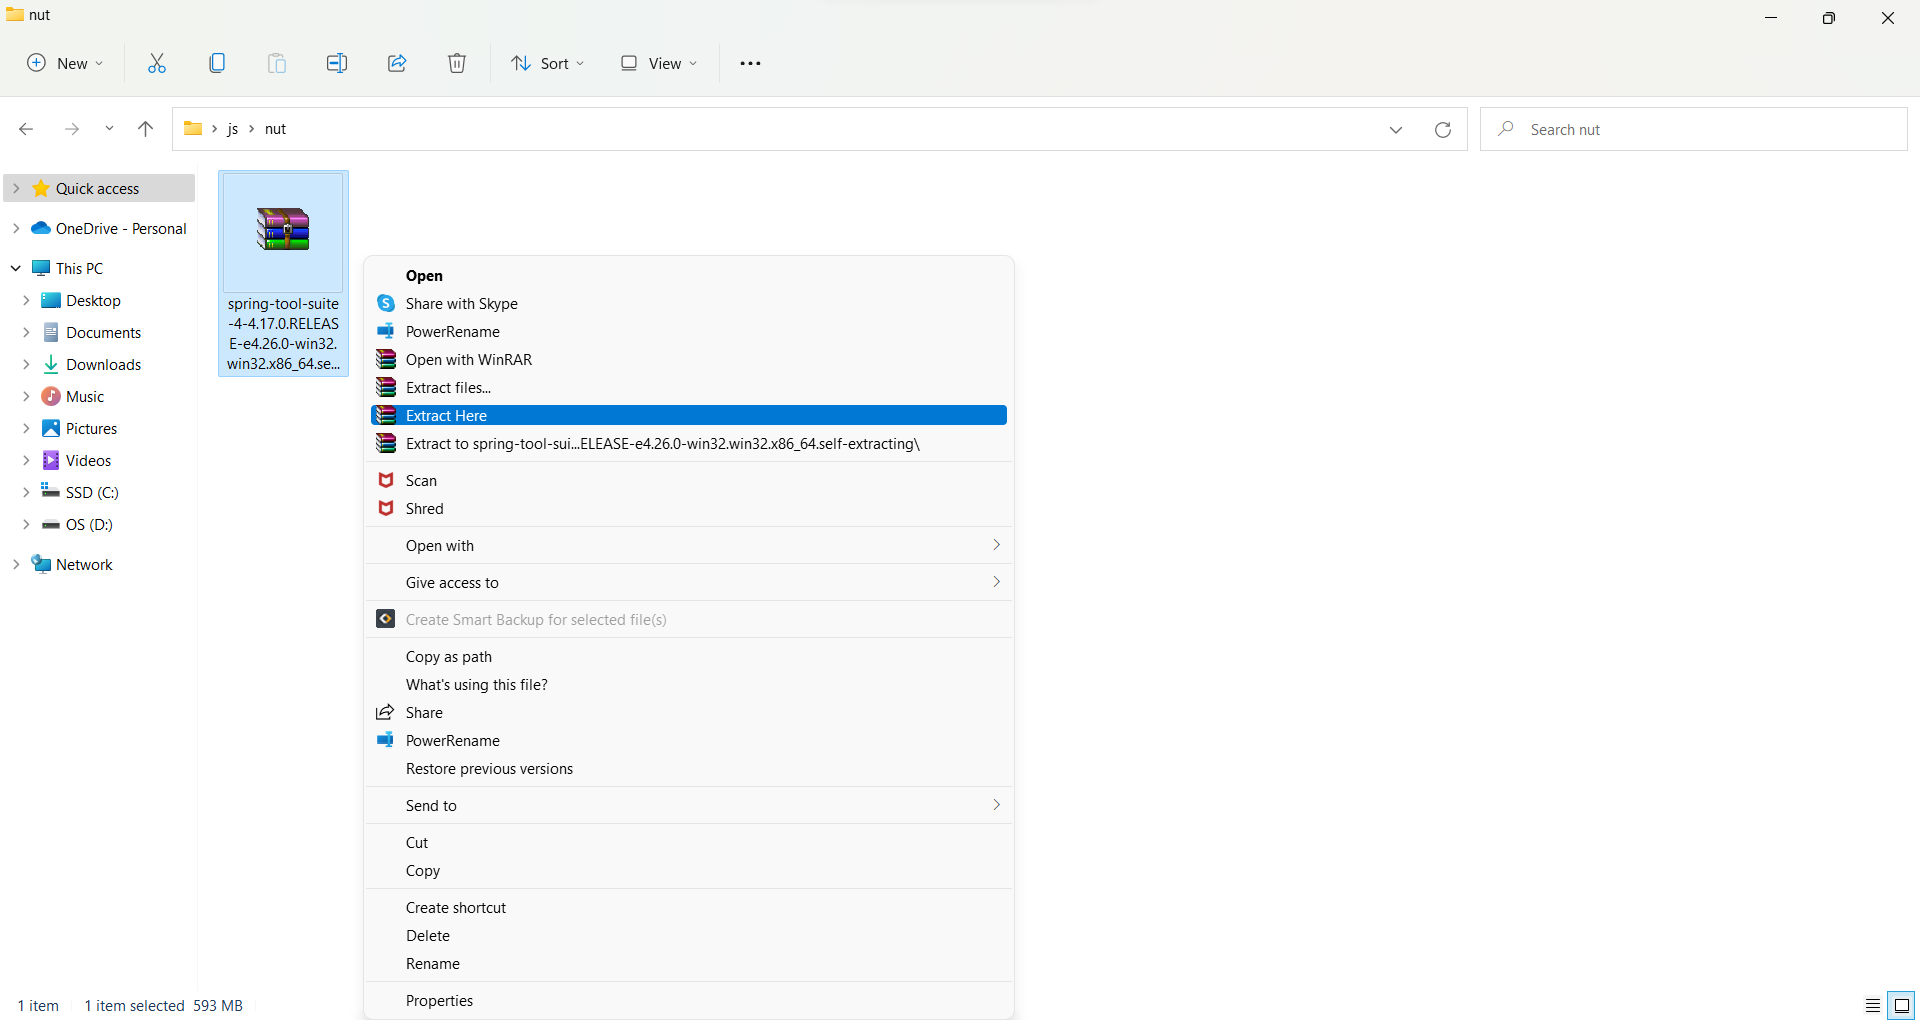 nut
New
Sort
View
js
nut
Search nut
Quick access
OneDrive - Personal
This PC
Desktop
Documents
Downloads
Music
Pictures
Videos
SSD (C:)
OS (D:)
Network
spring-tool-suite
-4-4.17.0.RELEAS
E-e4.26.0-win32.
win32.x86_64.se...
Open
Share with Skype
PowerRename
Open with WinRAR
Extract files...
Extract Here
Extract to spring-tool-sui...ELEASE-e4.26.0-win32.win32.x86_64.self-extracting\
Scan
Shred
Open with
Give access to
Create Smart Backup for selected file(s)
Copy as path
What's using this file?
Share
PowerRename
Restore previous versions
Send to
Cut
Copy
Create shortcut
Delete
Rename
Properties
1 item
1 item selected 593 MB